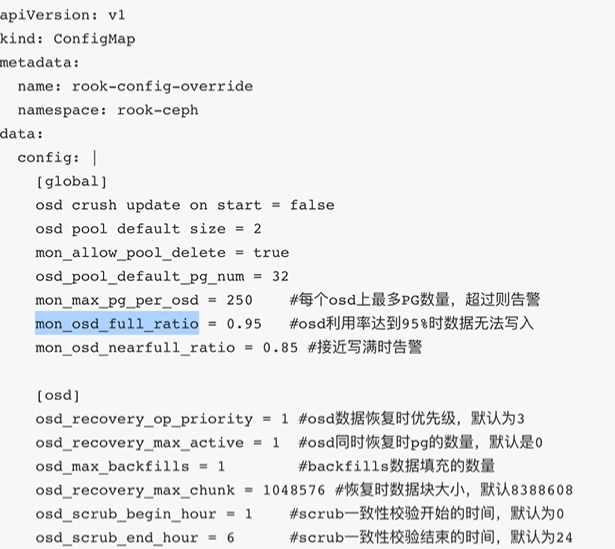 apiVersion: v1
kind: ConfigMap
metadata:
  name: rook-config-override
  namespace: rook-ceph
data:
  config: |
    [global]
    osd crush update on start = false
    osd pool default size = 2
    mon_allow_pool_delete = true
    osd_pool_default_pg_num = 32
    mon_max_pg_per_osd = 250    #每个osd上最多PG数量，超过则告警
    mon_osd_full_ratio = 0.95   #osd利用率达到95%时数据无法写入
    mon_osd_nearfull_ratio = 0.85 #接近写满时告警

    [osd]
    osd_recovery_op_priority = 1 #osd数据恢复时优先级，默认为3
    osd_recovery_max_active = 1  #osd同时恢复时pg的数量，默认是0
    osd_max_backfills = 1        #backfills数据填充的数量
    osd_recovery_max_chunk = 1048576 #恢复时数据块大小，默认8388608
    osd_scrub_begin_hour = 1    #scrub一致性校验开始的时间，默认为0
    osd_scrub_end_hour = 6      #scrub一致性校验结束的时间，默认为24